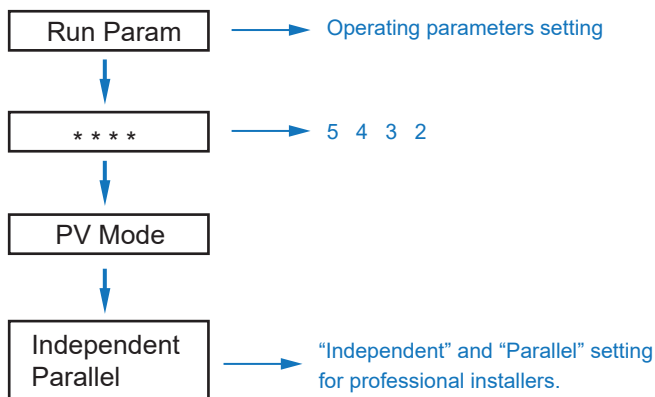 Run Param
Operating parameters setting
* * * *
5 4 3 2
PV Mode
Independent
Parallel
“Independent” and “Parallel” setting
for professional installers.